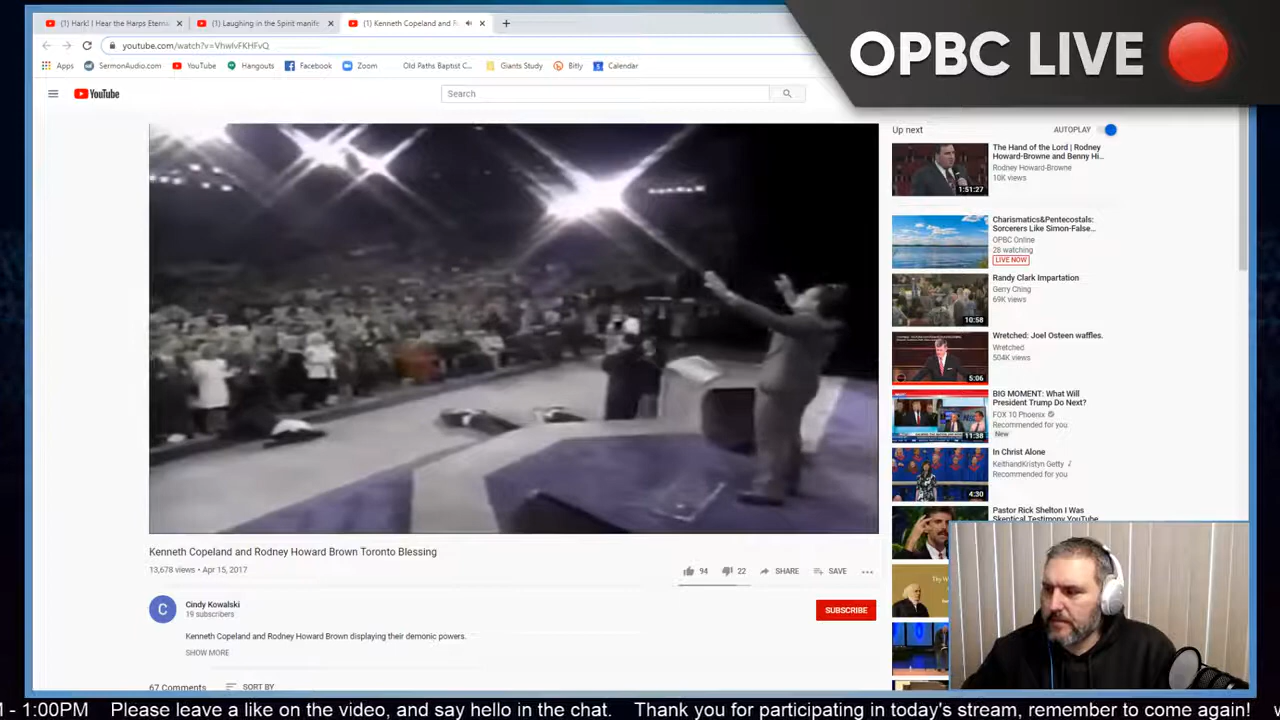 (1) Hark! I Hear the Harps Etern
(1) Laughing in the Spirit manife
(1) Kenneth Copeland and R
OPBC LIVE
youtube.com/watch?v=VhwIvFKHFvQ
Apps
SermonAudio.com
YouTube
Hangouts
Facebook
Zoom
Old Paths Baptist C...
Giants Study
Bitly
Calendar
YouTube
Search
Up next
AUTOPLAY
The Hand of the Lord | Rodney
Howard-Browne and Benny Hi...
Rodney Howard-Browne
10K views
1:51:27
Charismatics&Pentecostals:
Sorcerers Like Simon-False...
OPBC Online
28 watching
LIVE NOW
Randy Clark Impartation
Gerry Ching
69K views
10:58
Wretched: Joel Osteen waffles.
Wretched
504K views
5:06
BIG MOMENT: What Will
President Trump Do Next?
FOX 10 Phoenix
Recommended for you
New
11:38
In Christ Alone
KeithandKristyn Getty
Recommended for you
4:30
Pastor Rick Shelton I Was
Skeptical Testimony YouTube
Kenneth Copeland and Rodney Howard Brown Toronto Blessing
13,678 views • Apr 15, 2017
94
22
SHARE
SAVE
C
Cindy Kowalski
19 subscribers
SUBSCRIBE
Kenneth Copeland and Rodney Howard Brown displaying their demonic powers.
SHOW MORE
67 Comments
SORT BY
- 1:00PM Please leave a like on the video, and say hello in the chat. Thank you for participating in today's stream, remember to come again!